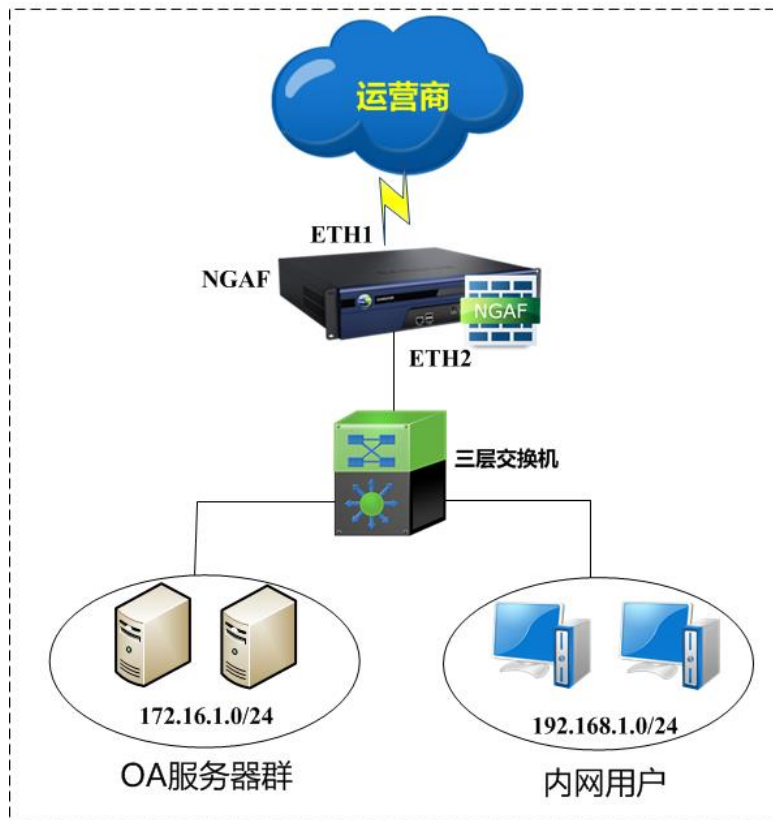 运营商
ETH1
NGAF
NGAF
ETH2
三层交换机
172.16.1.0/24
192.168.1.0/24
OA服务器群
内网用户